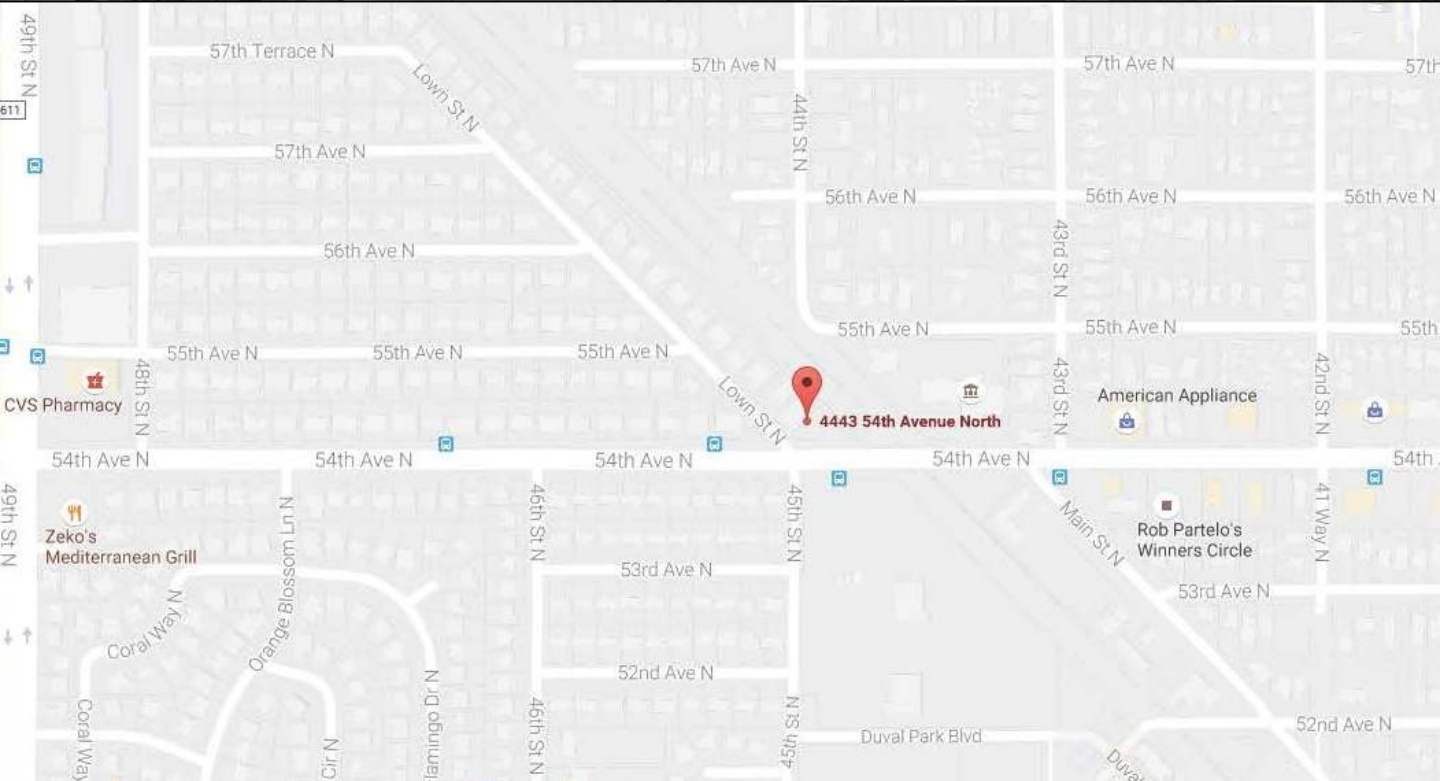 49th St N
57th Terrace N
Lown St N
57th Ave N
57th Ave N
57th
611
44th St N
57th Ave N
56th Ave N
56th Ave N
56th Ave N
56th Ave N
43rd St N
55th Ave N
55th Ave N
55th
55th Ave N
55th Ave N
55th Ave N
48th St N
43rd St N
42nd St N
CVS Pharmacy
Lown St N
4443 54th Avenue North
American Appliance
54th Ave N
54th Ave N
54th Ave N
54th Ave N
54th
49th St N
Orange Blossom Ln N
46th St N
45th St N
Main St N
41 Way N
Zeko's
Mediterranean Grill
Rob Partelo's
Winners Circle
53rd Ave N
53rd Ave N
Coral Way N
52nd Ave N
Coral Way
Cir N
lamingo Dr N
46th St N
45th St N
Duval Park Blvd
52nd Ave N
Duval